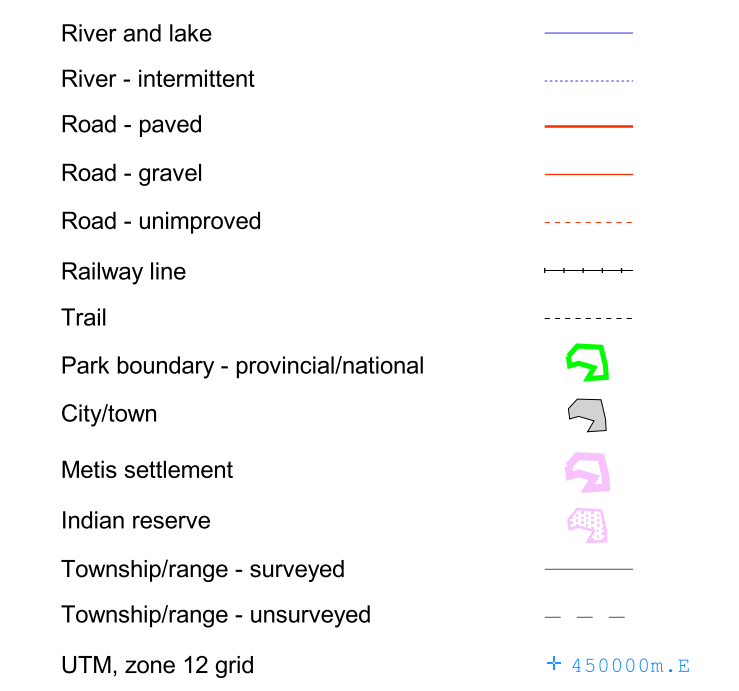 River and lake
River - intermittent
Road - paved
Road - gravel
Road - unimproved
Railway line
Trail
Park boundary - provincial/national
City/town
Metis settlement
Indian reserve
Township/range - surveyed
Township/range - unsurveyed
UTM, zone 12 grid 450000m.E